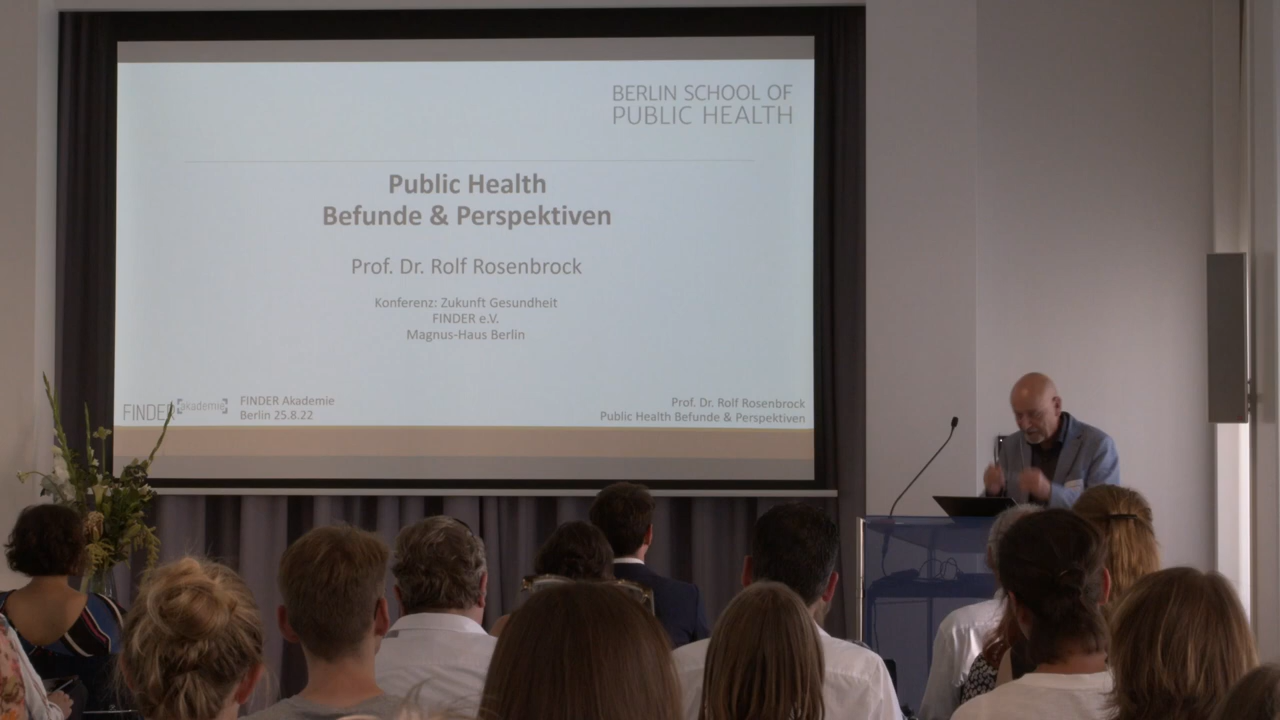 BERLIN SCHOOL OF
PUBLIC HEALTH
Public Health
Befunde & Perspektiven
Prof. Dr. Rolf Rosenbrock
Konferenz: Zukunft Gesundheit
FINDER e.V.
Magnus-Haus Berlin
FINDER akademie
FINDER Akademie
Berlin 25.8.22
Prof. Dr. Rolf Rosenbrock
Public Health Befunde & Perspektiven